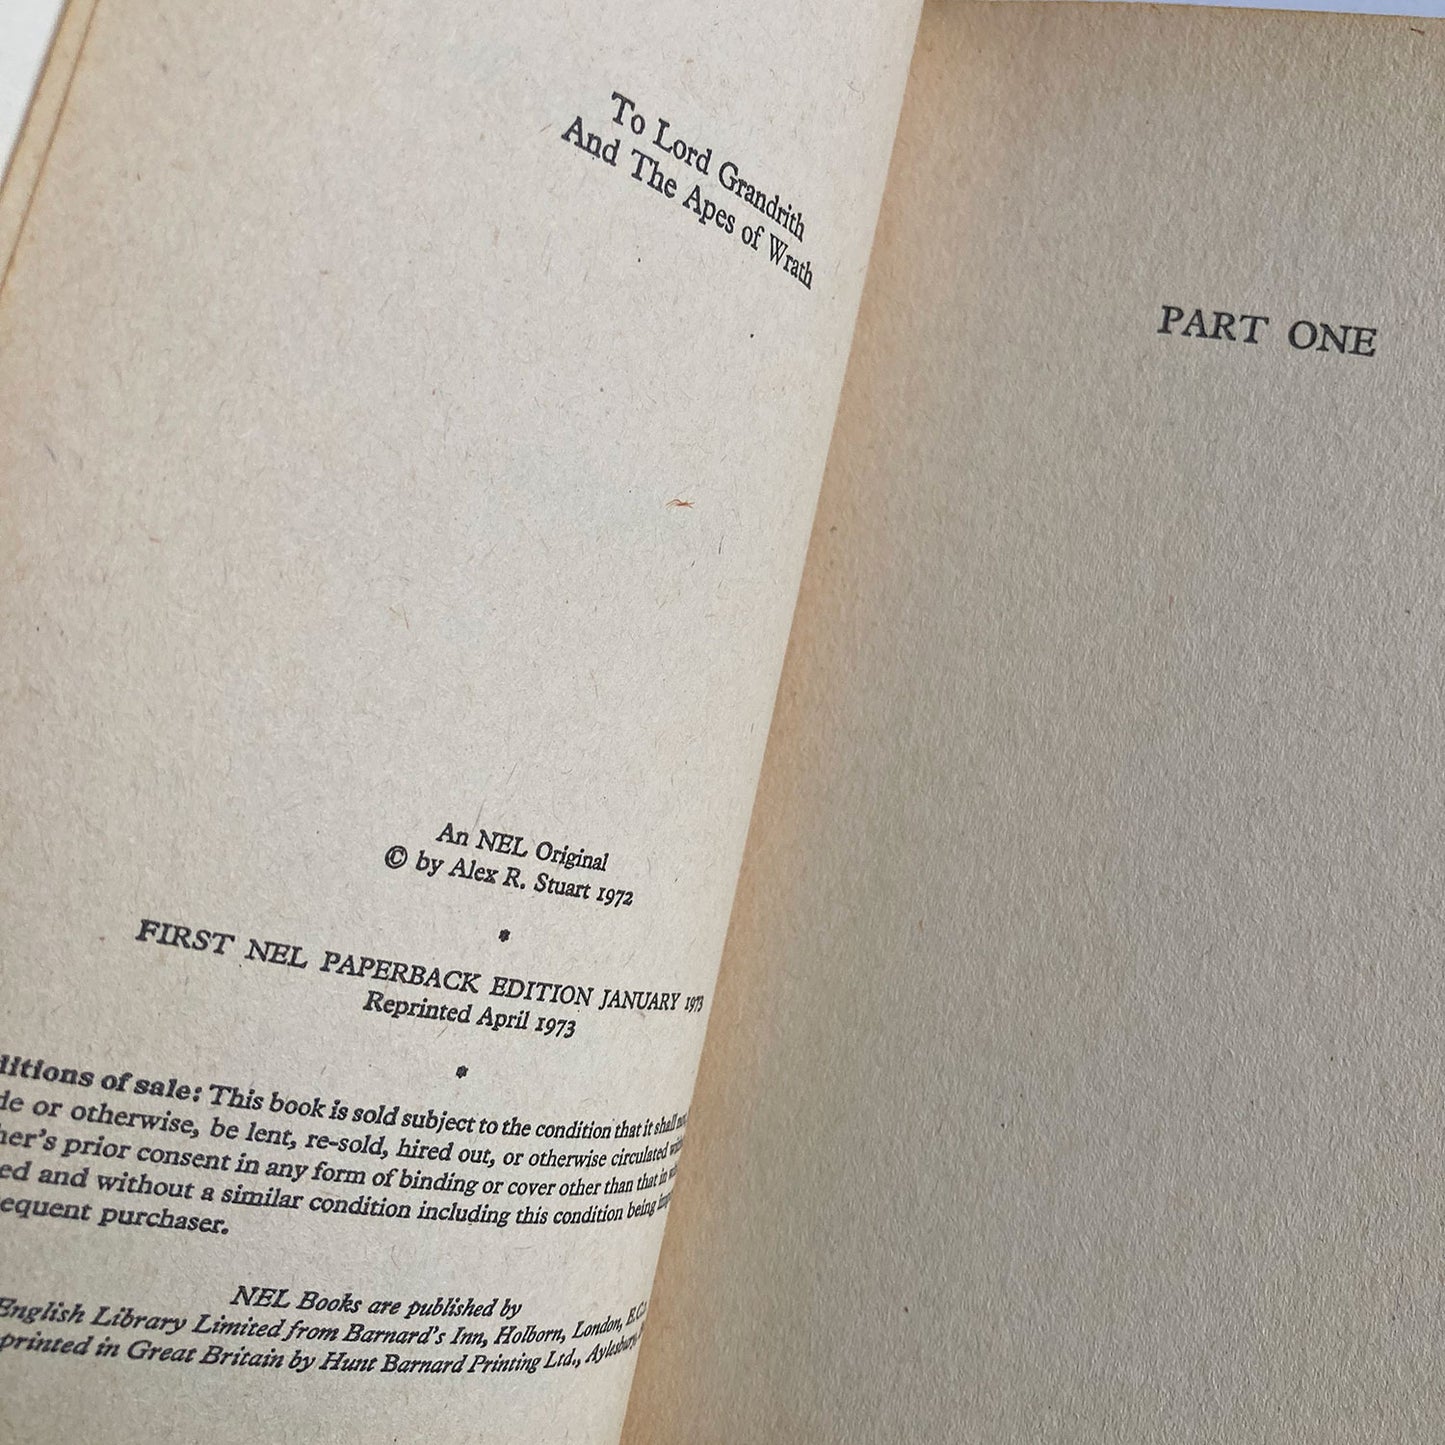 To Lord Grandrith
And The Apes of Wrath
An NEL Original
© by Alex R. Stuart 1972
*
FIRST NEL PAPERBACK EDITION JANUARY 1973
Reprinted April 1973
*
of sale: This book is sold subject to the condition that it shall not,
or otherwise, be lent, re-sold, hired out, or otherwise circulated
prior consent in any form of binding or cover other than that in
and without a similar condition including this condition being
purchaser.
NEL Books are published by
English Library Limited from Barnard's Inn, Holborn, London,
printed in Great Britain by Hunt Barnard Printing Ltd., Aylesbury,
PART ONE